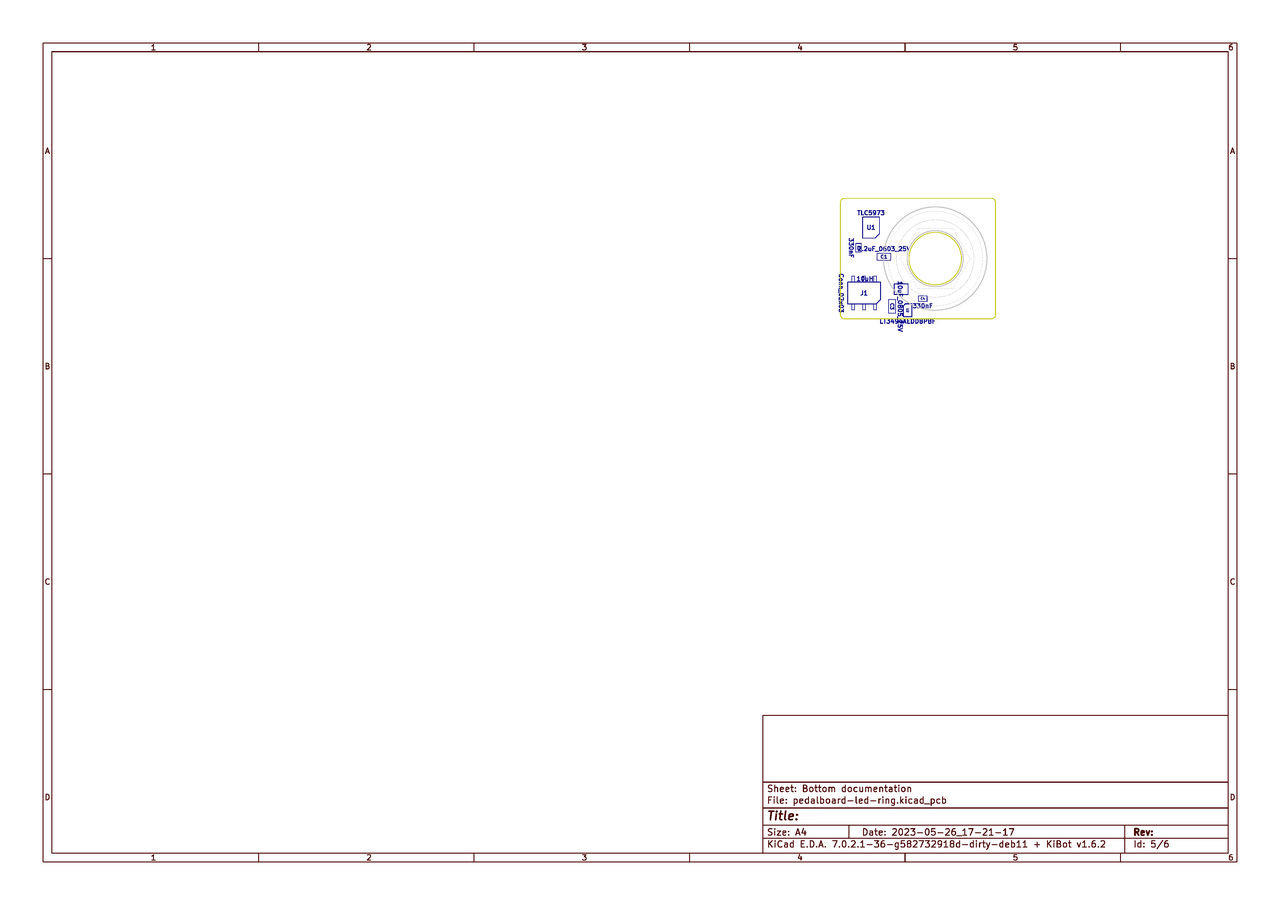 1 2 3 4 5 6
A A
TLC5973
U1
330nF
2.2uF_0603_25V
C1
Conn_02x03
10uH
J1
10uF_0805_25V
C3
330nF
LT3494AEDDBPBF
B B
C C
D D
Sheet: Bottom documentation
File: pedalboard-led-ring.kicad_pcb
Title:
Size: A4 Date: 2023-05-26_17-21-17 Rev:
KiCad E.D.A. 7.0.2.1-36-g582732918d-dirty-deb11 + KiBot v1.6.2 Id: 5/6
1 2 3 4 5 6